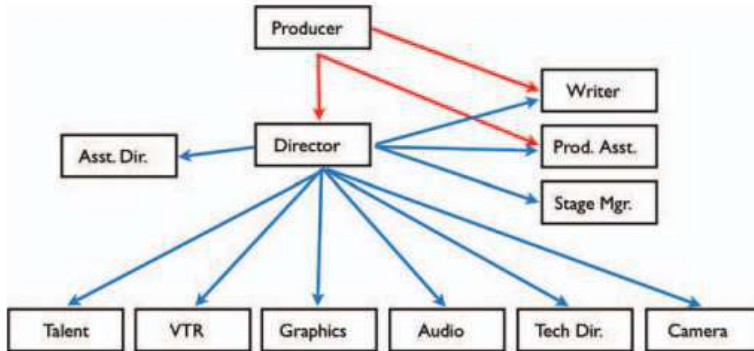 Producer
Writer
Director
Prod. Asst.
Asst. Dir.
Stage Mgr.
Talent
VTR
Graphics
Audio
Tech Dir.
Camera